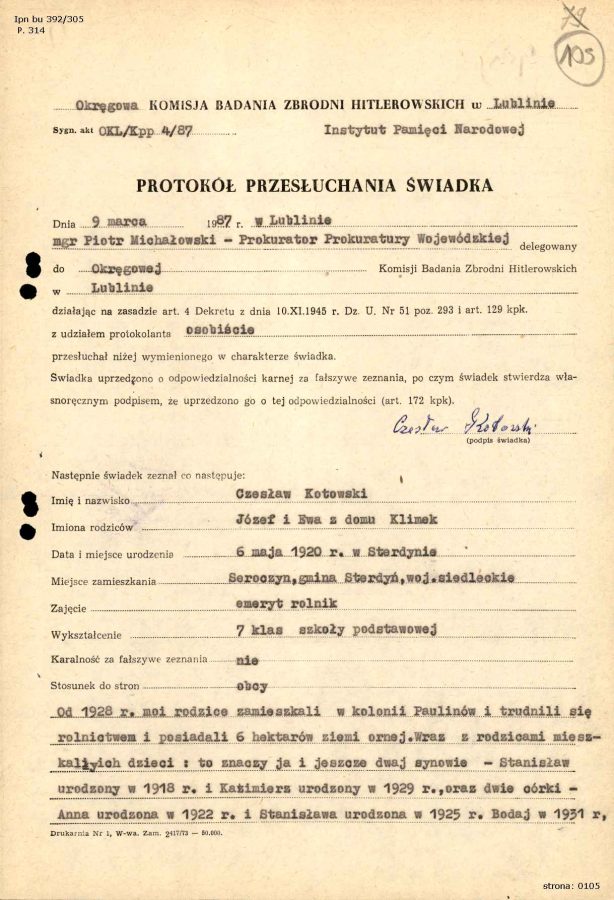 Ipn bu 392/305
P. 314
79
105
Okręgowa KOMISJA BADANIA ZBRODNI HITLEROWSKICH w Lublinie
Sygn. akt OKL/Kpp 4/87 Instytut Pamięci Narodowej
PROTOKÓŁ PRZESŁUCHANIA ŚWIADKA
Dnia 9 marca 1987 r. w Lublinie
mgr Piotr Michałowski - Prokurator Prokuratury Wojewódzkiej delegowany
do Okręgowej Komisji Badania Zbrodni Hitlerowskich
w Lublinie
działając na zasadzie art. 4 Dekretu z dnia 10.XI.1945 r. Dz. U. Nr 51 poz. 293 i art. 129 kpk.
z udziałem protokolanta osobiście
przesłuchał niżej wymienionego w charakterze świadka.
Świadka uprzedzono o odpowiedzialności karnej za fałszywe zeznania, po czym świadek stwierdza wła-
snoręcznym podpisem, że uprzedzono go o tej odpowiedzialności (art. 172 kpk).
Czesław Kotowski
(podpis świadka)
Następnie świadek zeznał co następuje:
Imię i nazwisko Czesław Kotowski
Imiona rodziców Józef i Ewa z domu Klimek
Data i miejsce urodzenia 6 maja 1920 r. w Sterdynie
Miejsce zamieszkania Seroczyn,gmina Sterdyń,woj.siedleckie
Zajęcie emeryt rolnik
Wykształcenie 7 klas szkoły podstawowej
Karalność za fałszywe zeznania nie
Stosunek do stron obcy
Od 1928 r. moi rodzice zamieszkali w kolonii Paulinów i trudnili się
rolnictwem i posiadali 6 hektarów ziemi ornej.Wraz z rodzicami miesz-
kaliyich dzieci : to znaczy ja i jeszcze dwaj synowie - Stanisław
urodzony w 1918 r. i Kaźimierz urodzony w 1929 r.,oraz dwie córki -
Anna urodzona w 1922 r. i Stanisława urodzona w 1925 r. Bodaj w 1931 r,
Drukarnia Nr 1, W-wa. Zam. 2417/73 — 50.000.
strona: 0105